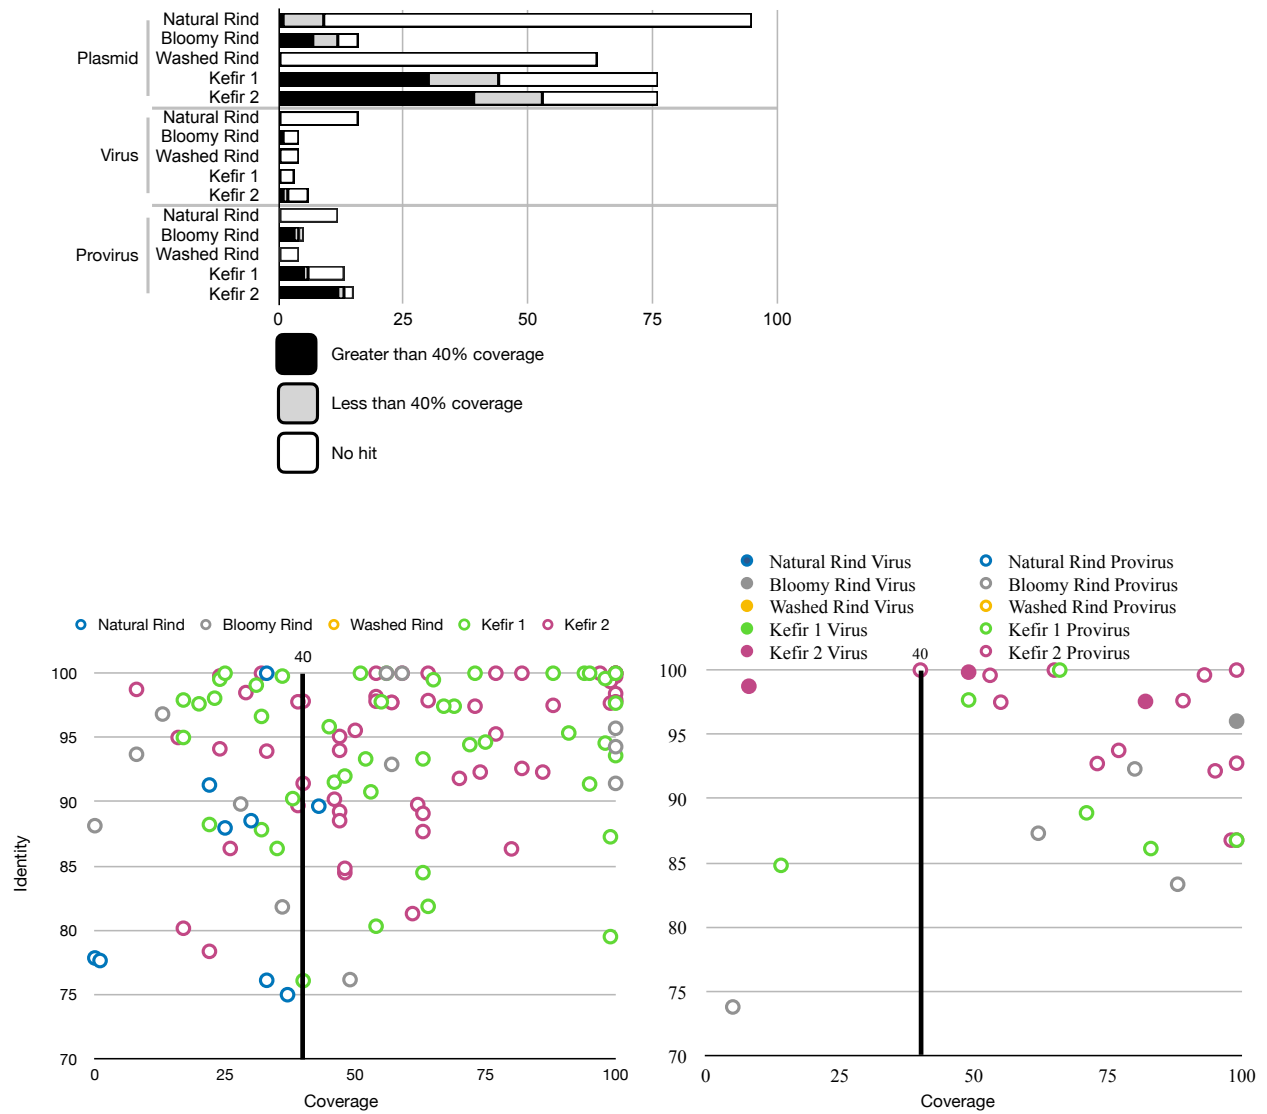 Plasmid
Natural Rind
Bloomy Rind
Washed Rind
Kefir 1
Kefir 2
Virus
Natural Rind
Bloomy Rind
Washed Rind
Kefir 1
Kefir 2
Provirus
Natural Rind
Bloomy Rind
Washed Rind
Kefir 1
Kefir 2
0 25 50 75 100
Greater than 40% coverage
Less than 40% coverage
No hit
Natural Rind Bloomy Rind Washed Rind Kefir 1 Kefir 2
40
100
95
90
85
80
75
70
Identity
0 25 50 75 100
Coverage
Natural Rind Virus Natural Rind Provirus
Bloomy Rind Virus Bloomy Rind Provirus
Washed Rind Virus Washed Rind Provirus
Kefir 1 Virus Kefir 1 Provirus
Kefir 2 Virus Kefir 2 Provirus
40
100
95
90
85
80
75
70
0 25 50 75 100
Coverage